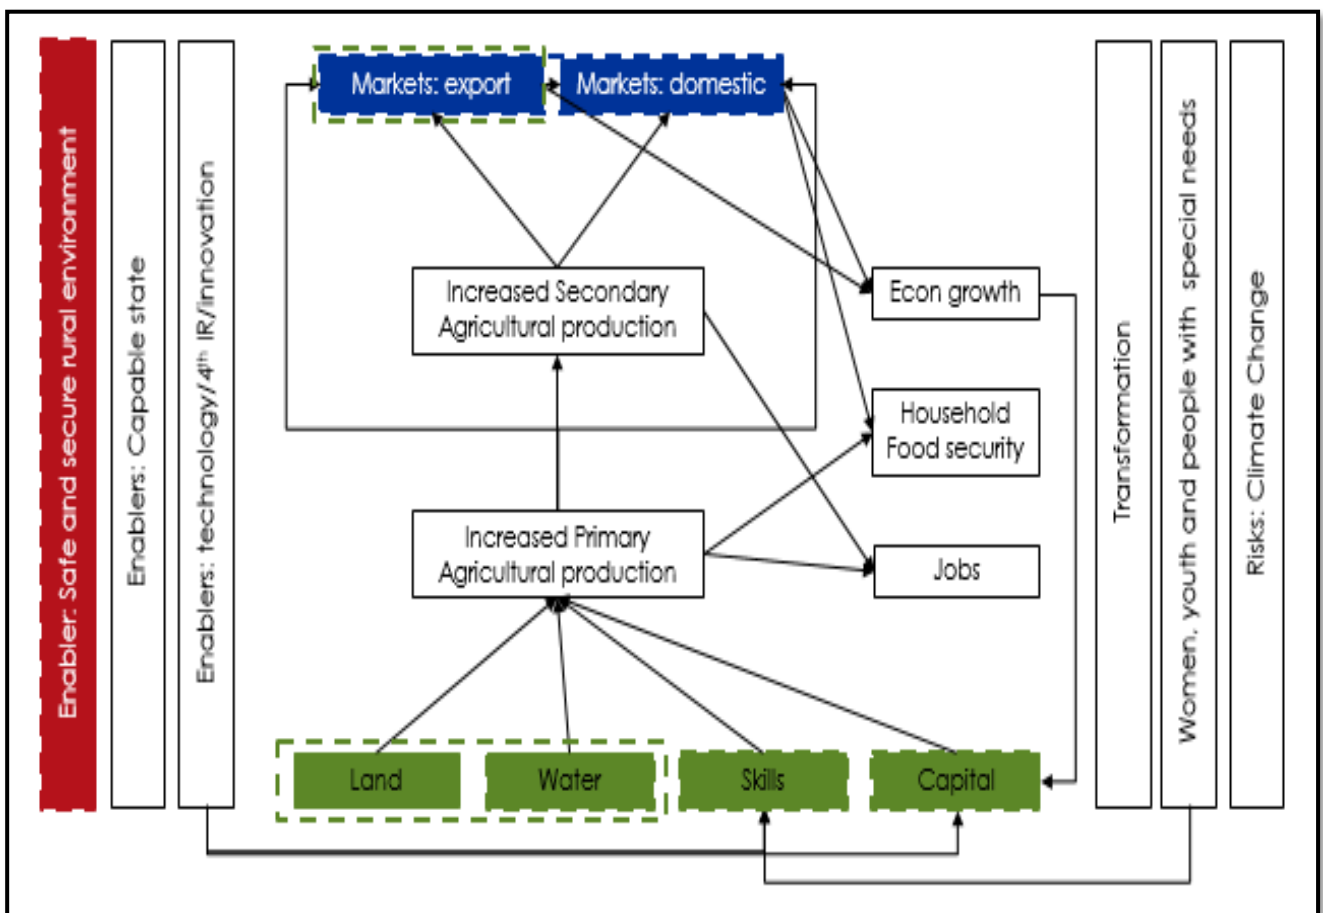 Enabler: Safe and secure rural environment
Enablers: Capable state
Enablers: technology/4th IR/innovation
Markets: export
Markets: domestic
Increased Secondary
Agricultural production
Econ growth
Household
Food security
Increased Primary
Agricultural production
Jobs
Land
Water
Skills
Capital
Transformation
Women, youth and people with special needs
Risks: Climate Change